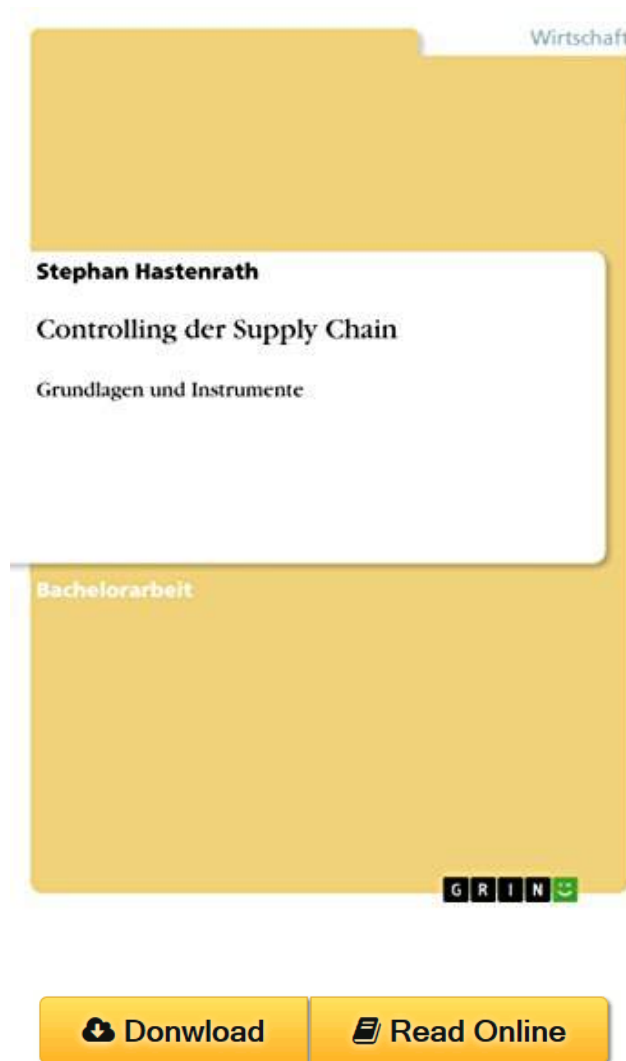 Wirtschaft
Stephan Hastenrath
Controlling der Supply Chain
Grundlagen und Instrumente
Bachelorarbeit
GRIN
Donwload
Read Online